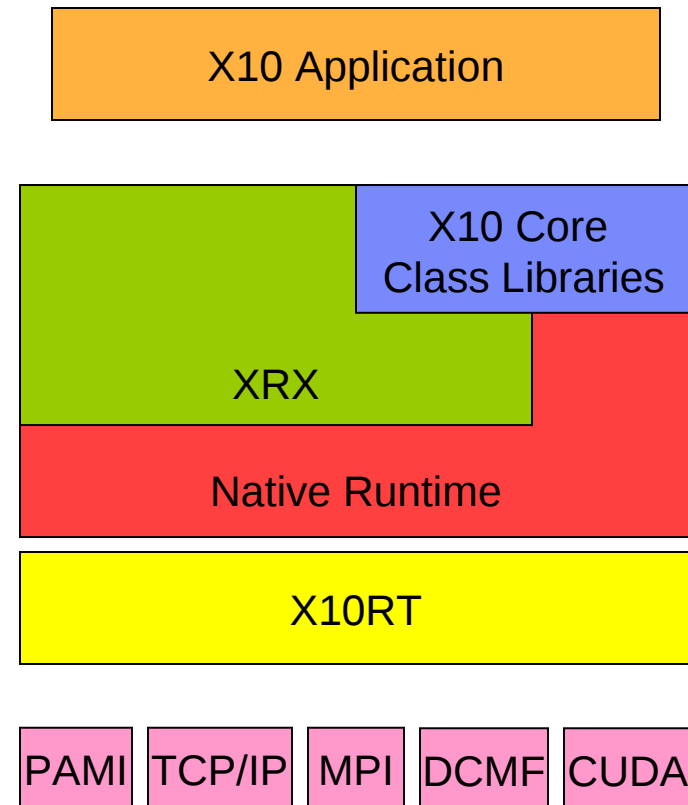 X10 Application
X10 Core
Class Libraries
XRX
Native Runtime
X10RT
PAMI
TCP/IP
MPI
DCMF
CUDA